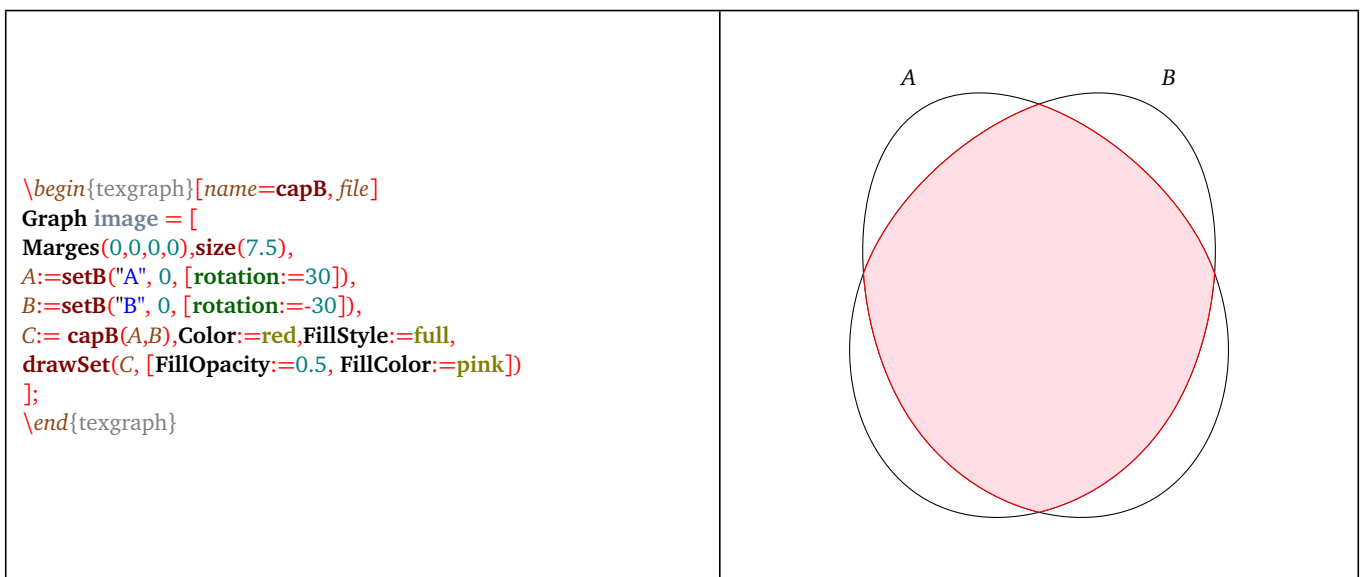 \begin{texgraph}[name=capB, file]
Graph image = [
Marges(0,0,0,0),size(7.5),
A:=setB("A", 0, [rotation:=30]),
B:=setB("B", 0, [rotation:=-30]),
C:= capB(A,B),Color:=red,FillStyle:=full,
drawSet(C, [FillOpacity:=0.5, FillColor:=pink])
];
\end{texgraph}
A B